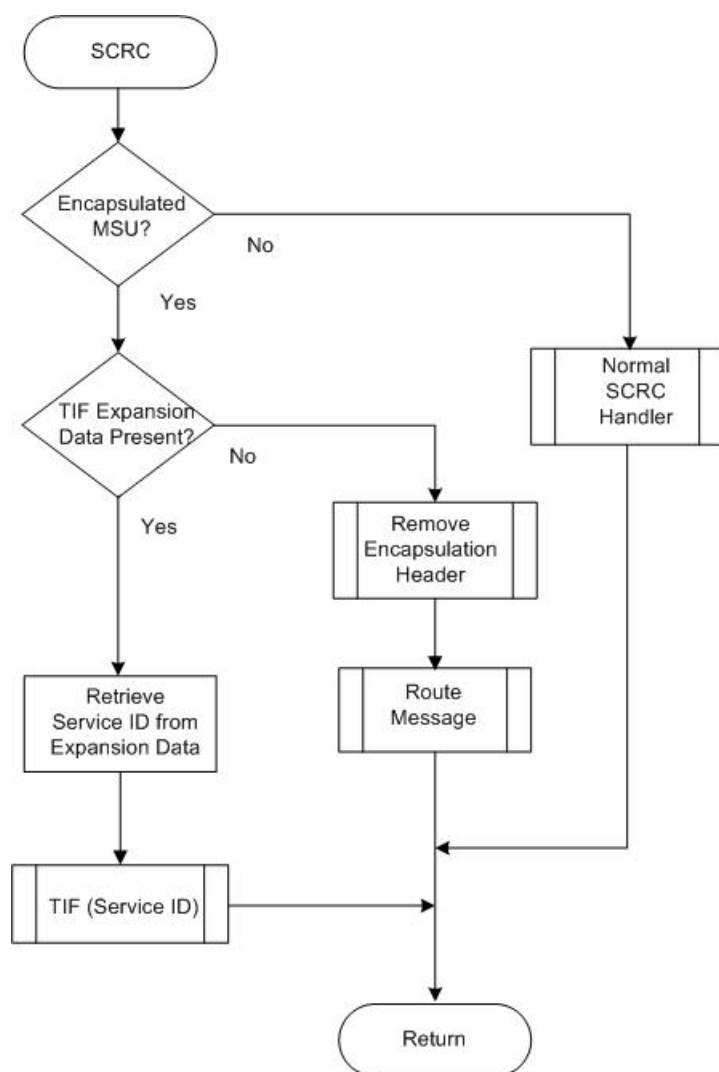 SCRC
Encapsulated
MSU?
No
Yes
Normal
SCRC
Handler
TIF Expansion
Data Present?
No
Yes
Remove
Encapsulation
Header
Retrieve
Service ID from
Expansion Data
Route
Message
TIF (Service ID)
Return